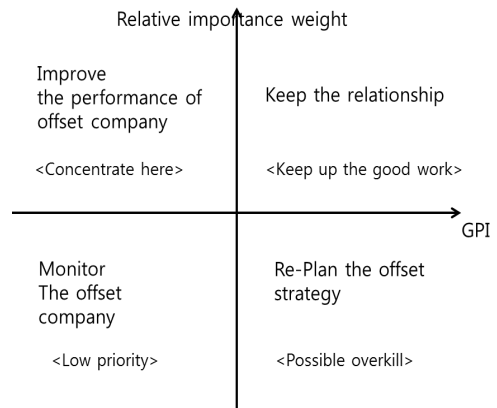 Relative importance weight
Improve
the performance of
offset company
<Concentrate here>
Keep the relationship
<Keep up the good work>
GPI
Monitor
The offset
company
<Low priority>
Re-Plan the offset
strategy
<Possible overkill>